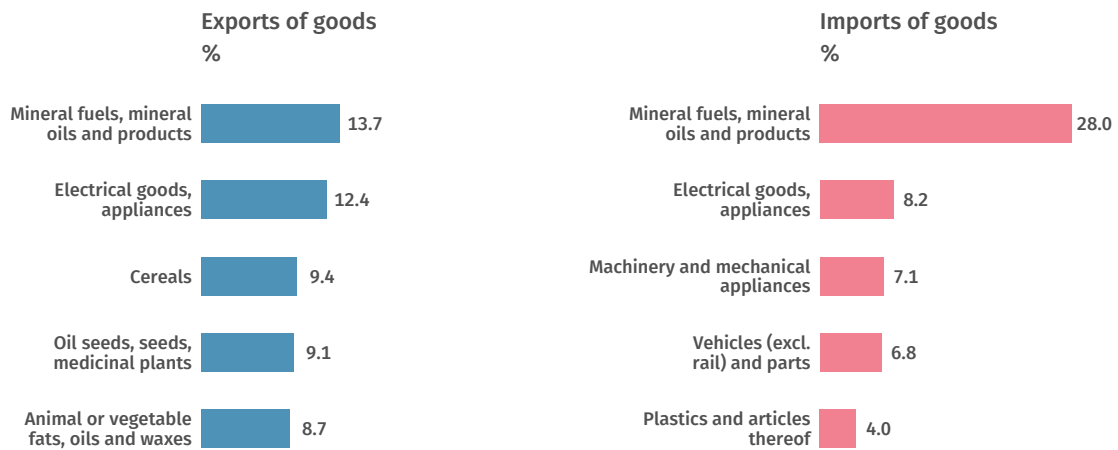 Exports of goods
%
Mineral fuels, mineral
oils and products
13.7
Electrical goods,
appliances
12.4
Cereals
9.4
Oil seeds, seeds,
medicinal plants
9.1
Animal or vegetable
fats, oils and waxes
8.7
Imports of goods
%
Mineral fuels, mineral
oils and products
28.0
Electrical goods,
appliances
8.2
Machinery and mechanical
appliances
7.1
Vehicles (excl.
rail) and parts
6.8
Plastics and articles
thereof
4.0